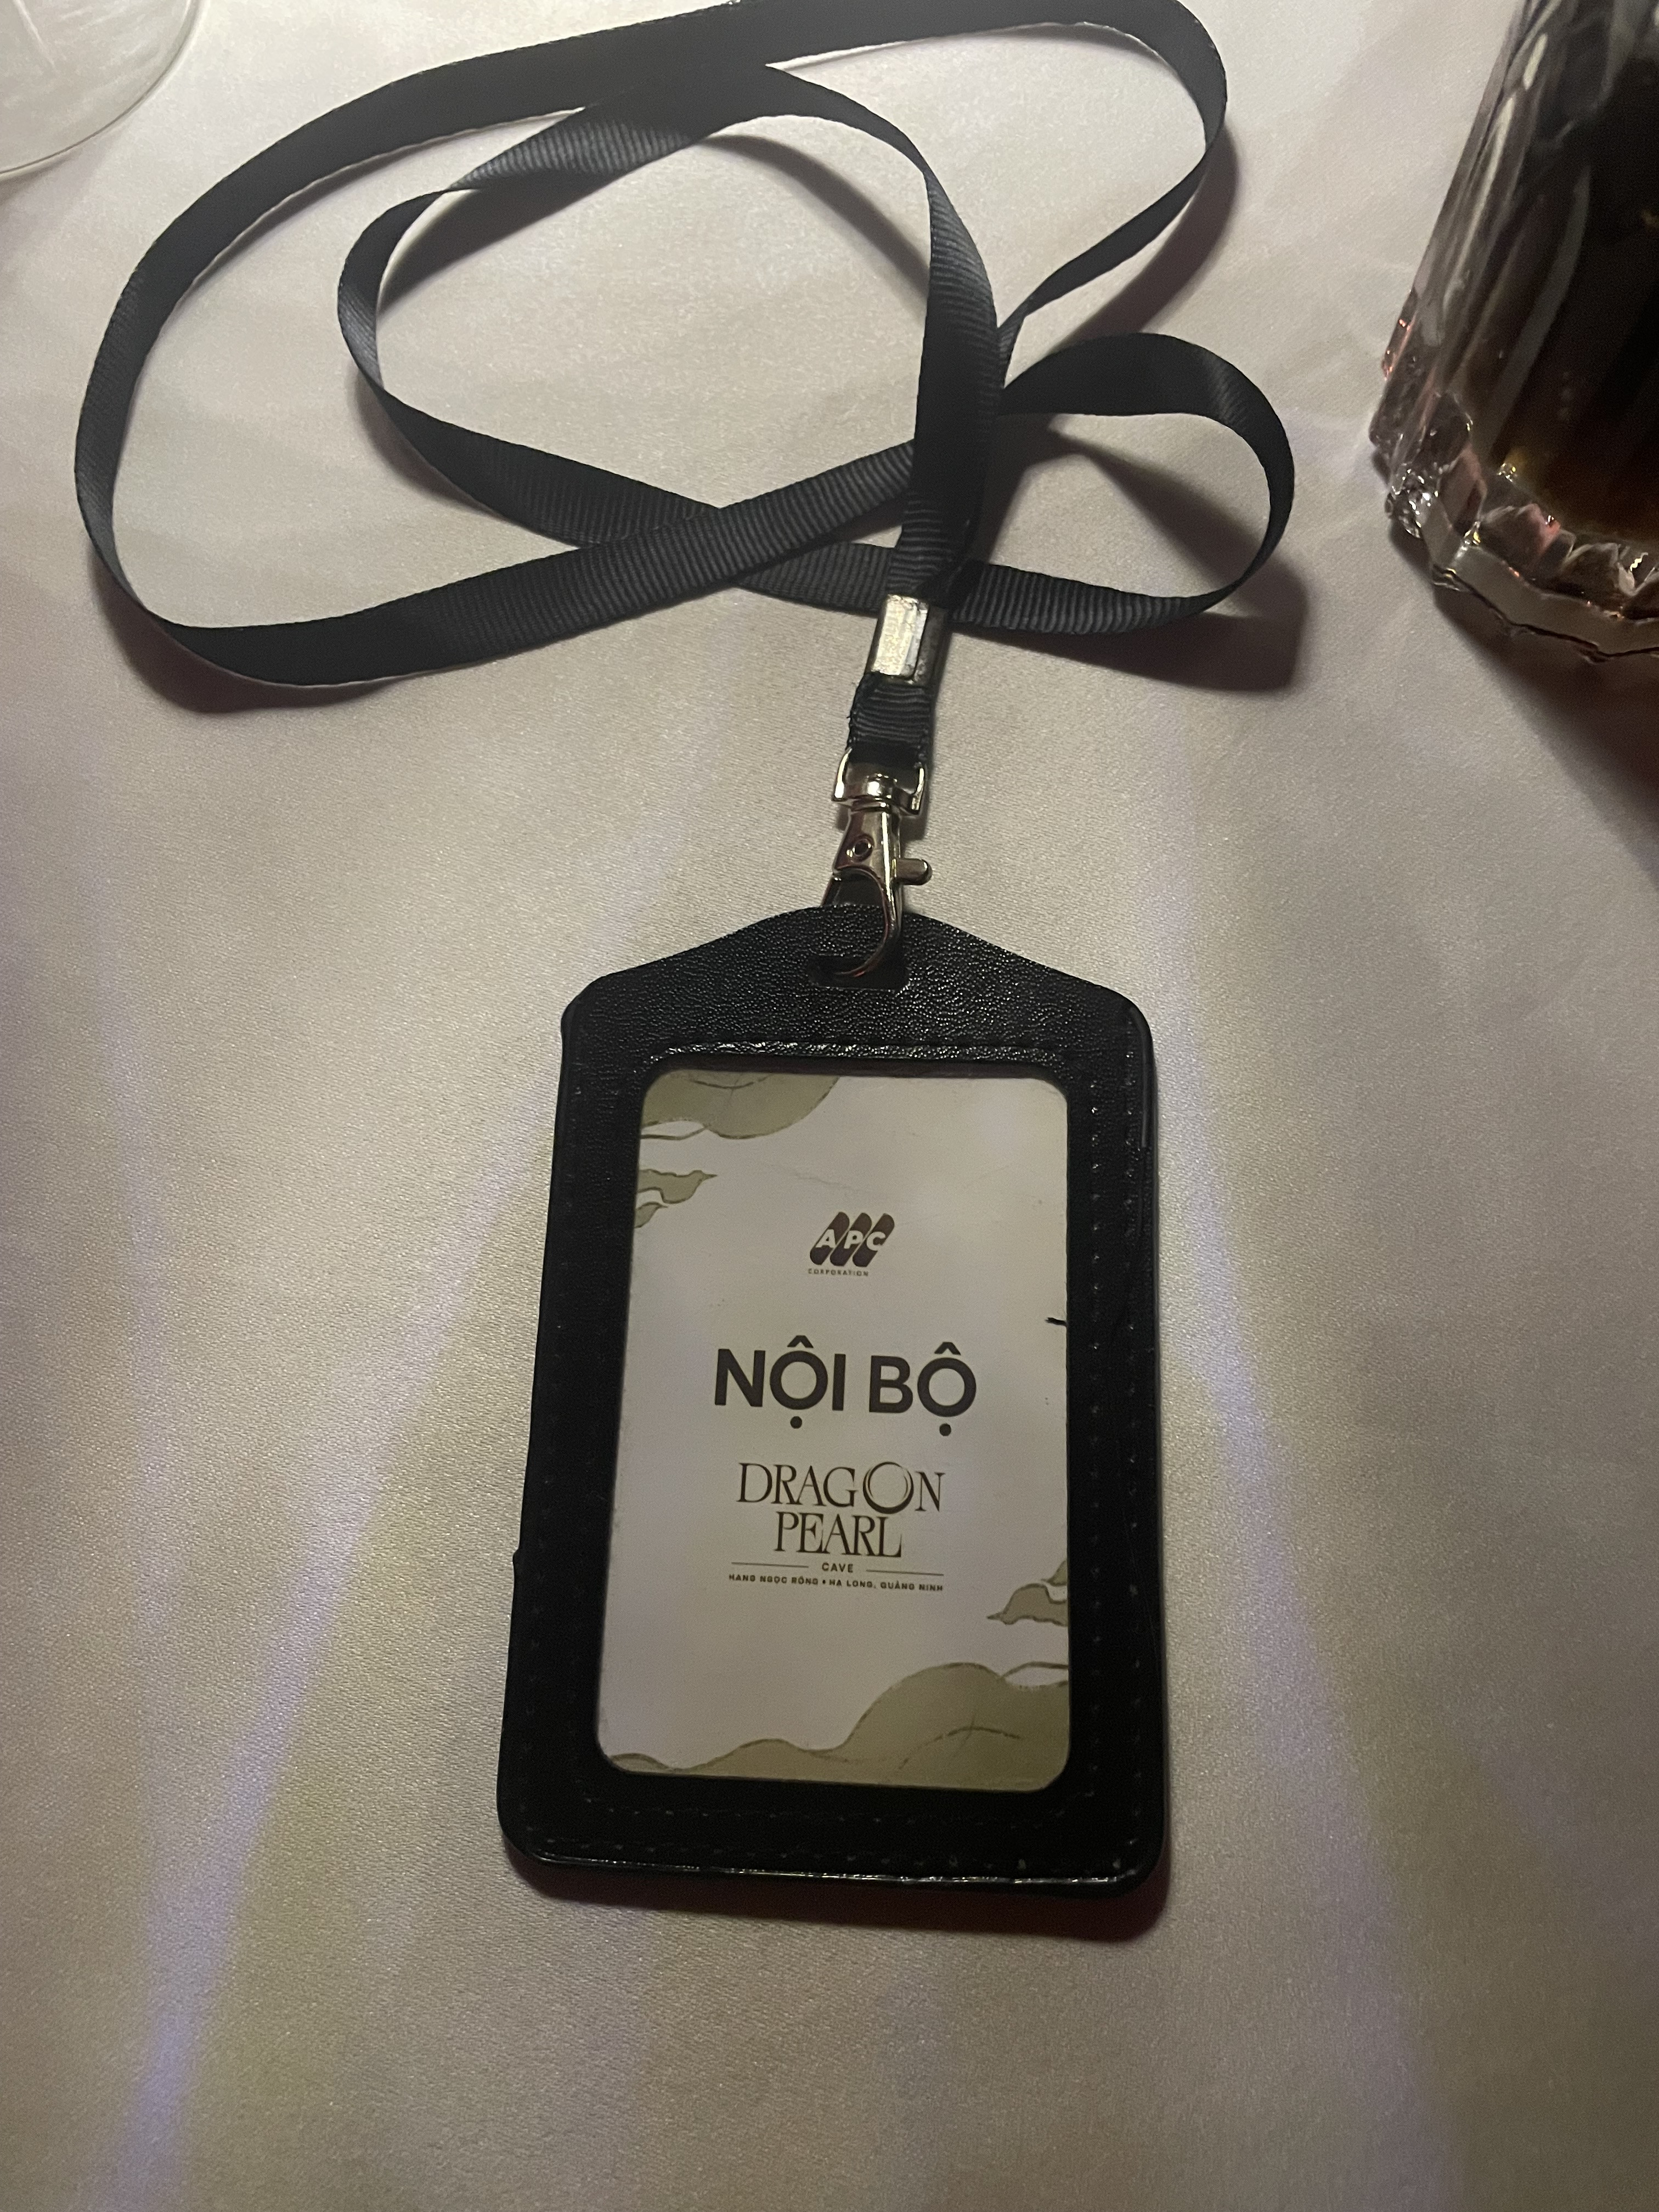 APC
CORPORATION
NỘI BỘ
DRAGON
PEARL
CAVE
HANG NGỌC RỒNG • HẠ LONG, QUẢNG NINH